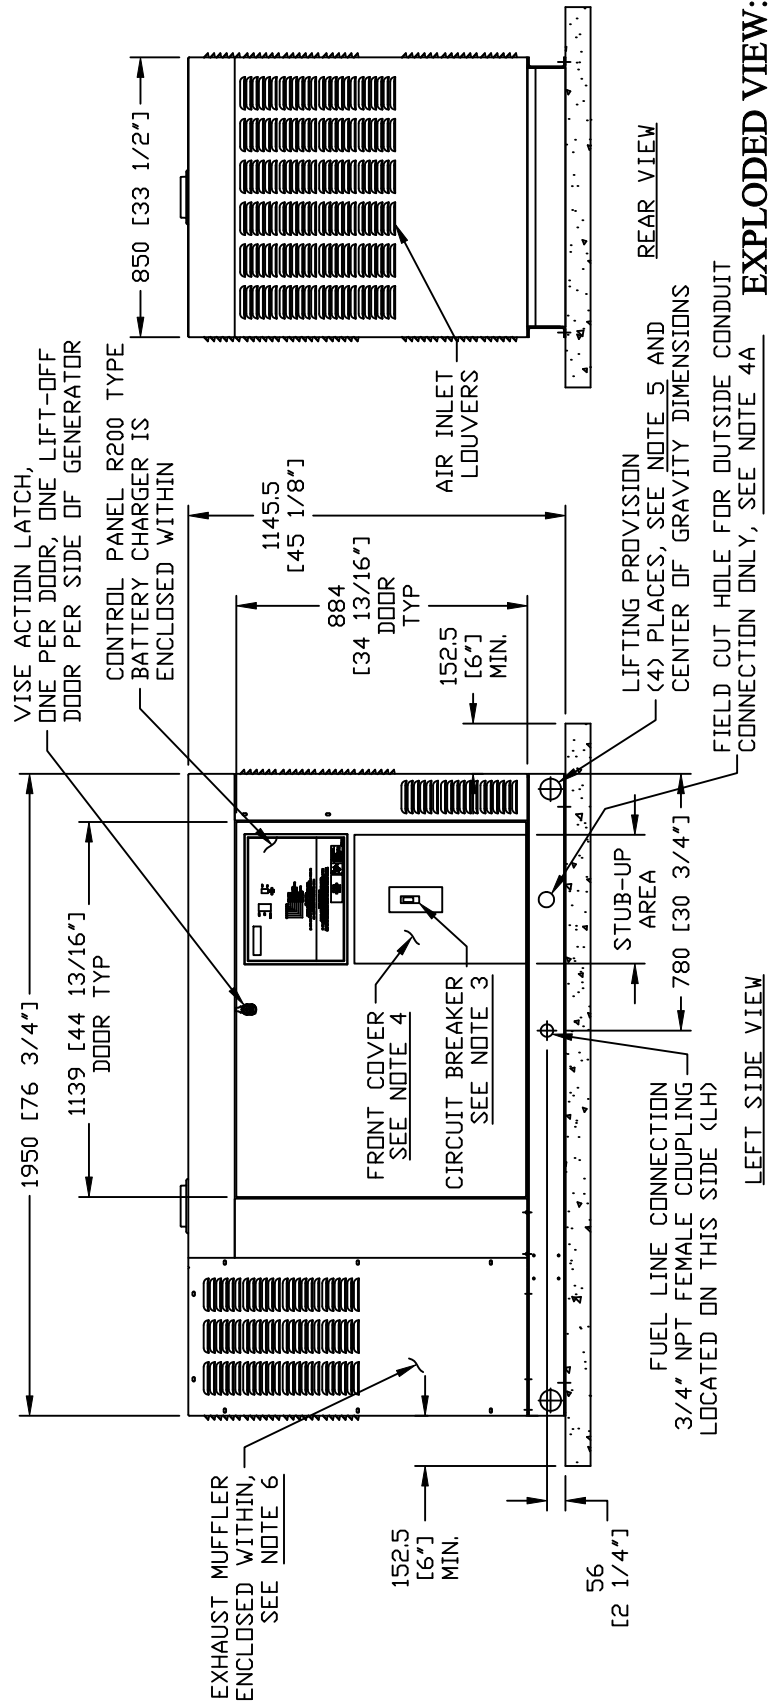 VISE ACTION LATCH,
ONE PER DOOR, ONE LIFT-OFF
DOOR PER SIDE OF GENERATOR
CONTROL PANEL R200 TYPE
BATTERY CHARGER IS
ENCLOSED WITHIN
1950 [76 3/4"]
1139 [44 13/16"]
DOOR TYP
850 [33 1/2"]
1145.5
[45 1/8"]
884
[34 13/16"]
DOOR
TYP
152.5
[6"]
MIN.
AIR INLET
LOUVERS
EXHAUST MUFFLER
ENCLOSED WITHIN,
SEE NOTE 6
FRONT COVER
SEE NOTE 4
CIRCUIT BREAKER
SEE NOTE 3
152.5
[6"]
MIN.
56
[2 1/4"]
STUB-UP
AREA
780 [30 3/4"]
FUEL LINE CONNECTION
3/4" NPT FEMALE COUPLING
LOCATED ON THIS SIDE (LH)
LIFTING PROVISION
(4) PLACES, SEE NOTE 5 AND
CENTER OF GRAVITY DIMENSIONS
FIELD CUT HOLE FOR OUTSIDE CONDUIT
CONNECTION ONLY, SEE NOTE 4A
LEFT SIDE VIEW
REAR VIEW
EXPLODED VIEW: